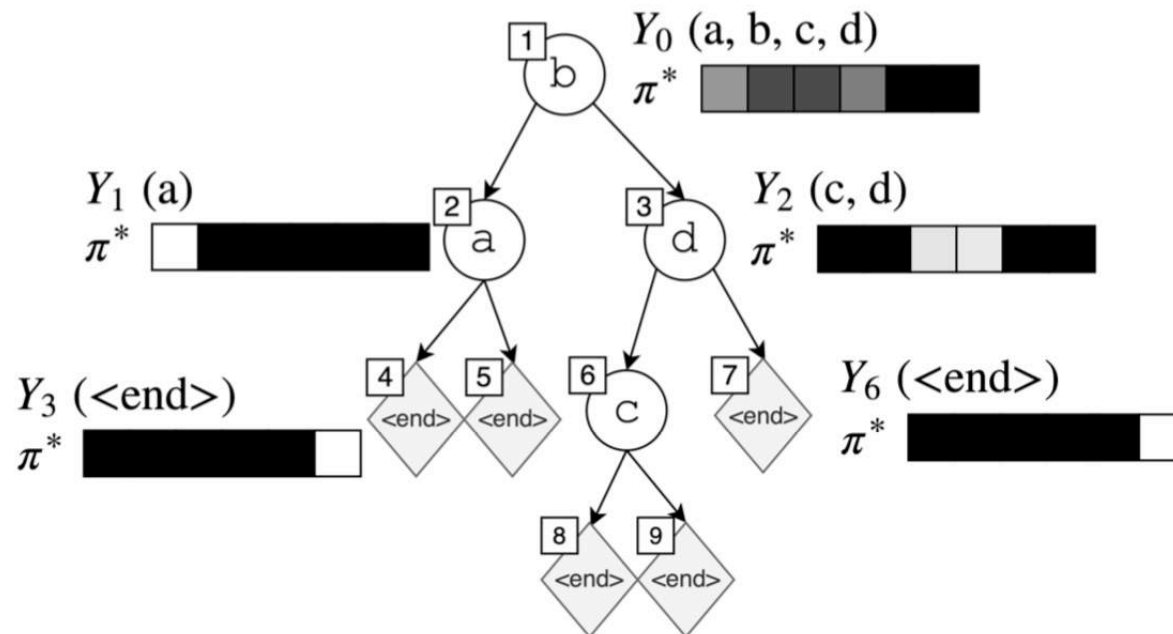 1
b
Y₀ (a, b, c, d)
π*
Y₁ (a)
π*
2
a
3
d
Y₂ (c, d)
π*
Y₃ (<end>)
π*
4
<end>
5
<end>
6
c
7
<end>
Y₆ (<end>)
π*
8
<end>
9
<end>